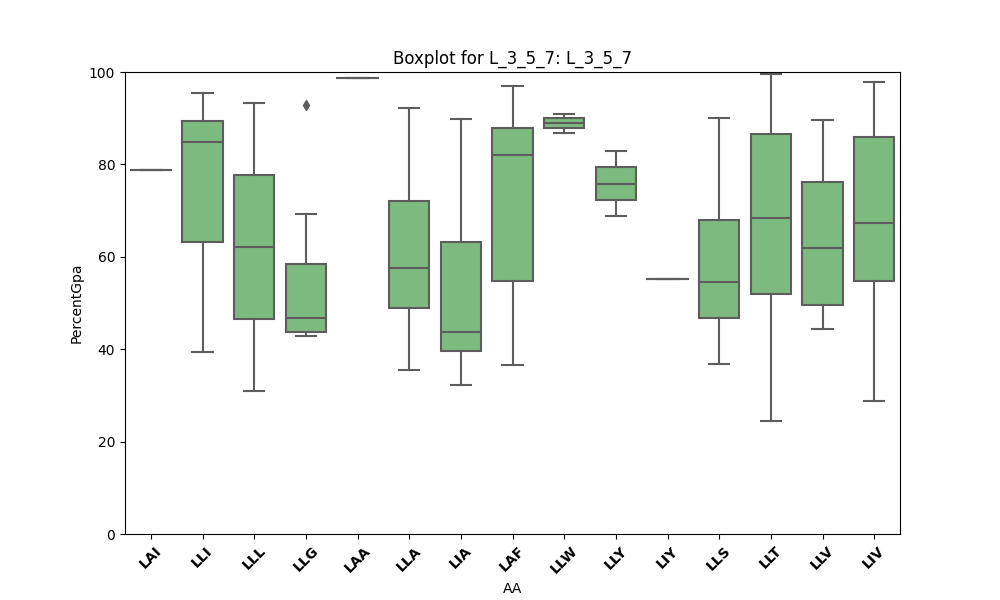 Boxplot for L_3_5_7: L_3_5_7
100
80
60
40
20
0
PercentGpa
LAI LLI LLL LLG LAA LLA LIA LAF LLW LLY LIY LLS LLT LLV LIV
AA